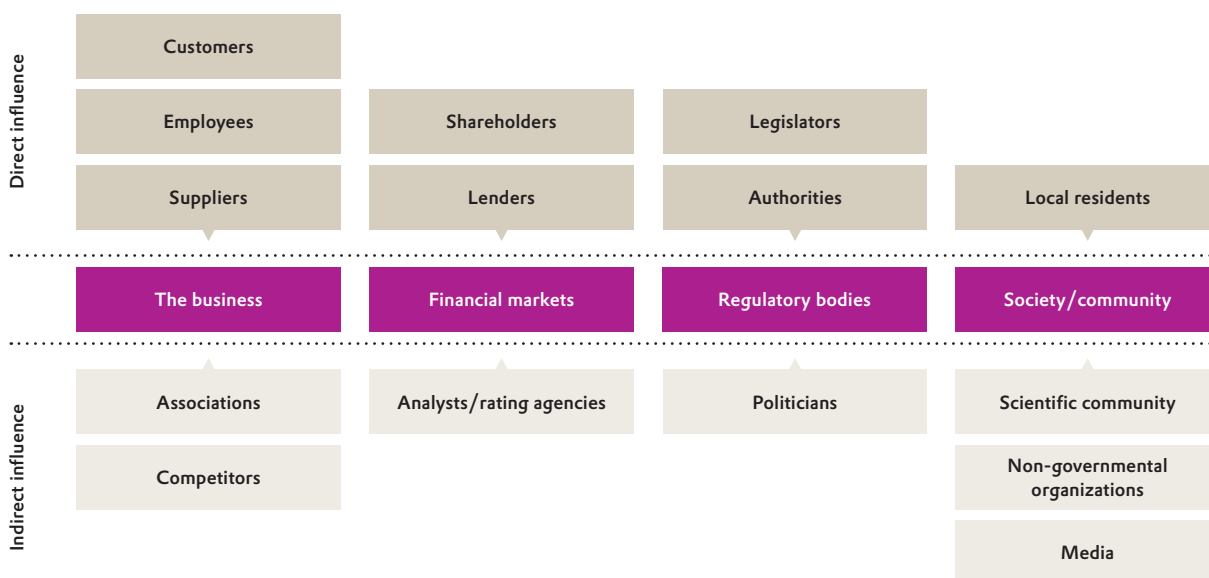 Direct influence
Customers
Employees
Shareholders
Legislators
Suppliers
Lenders
Authorities
Local residents
The business
Financial markets
Regulatory bodies
Society/community
Indirect influence
Associations
Analysts/rating agencies
Politicians
Scientific community
Competitors
Non-governmental
organizations
Media